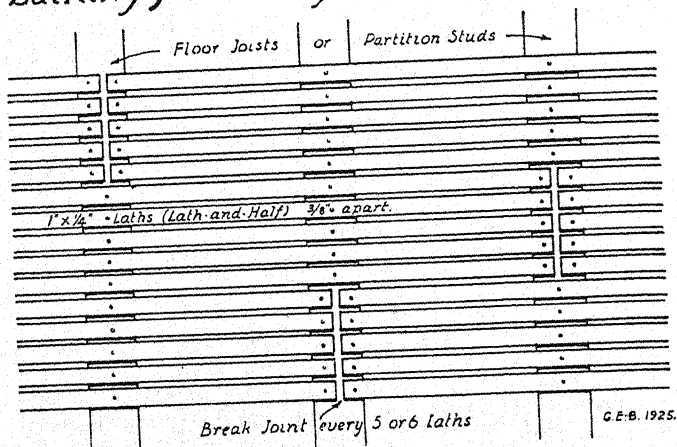 Floor Joists or Partition Studs
1" x ¼" Laths (Lath-and-Half) ⅜" apart.
Break Joint every 5 or 6 laths
G.E.B. 1925.